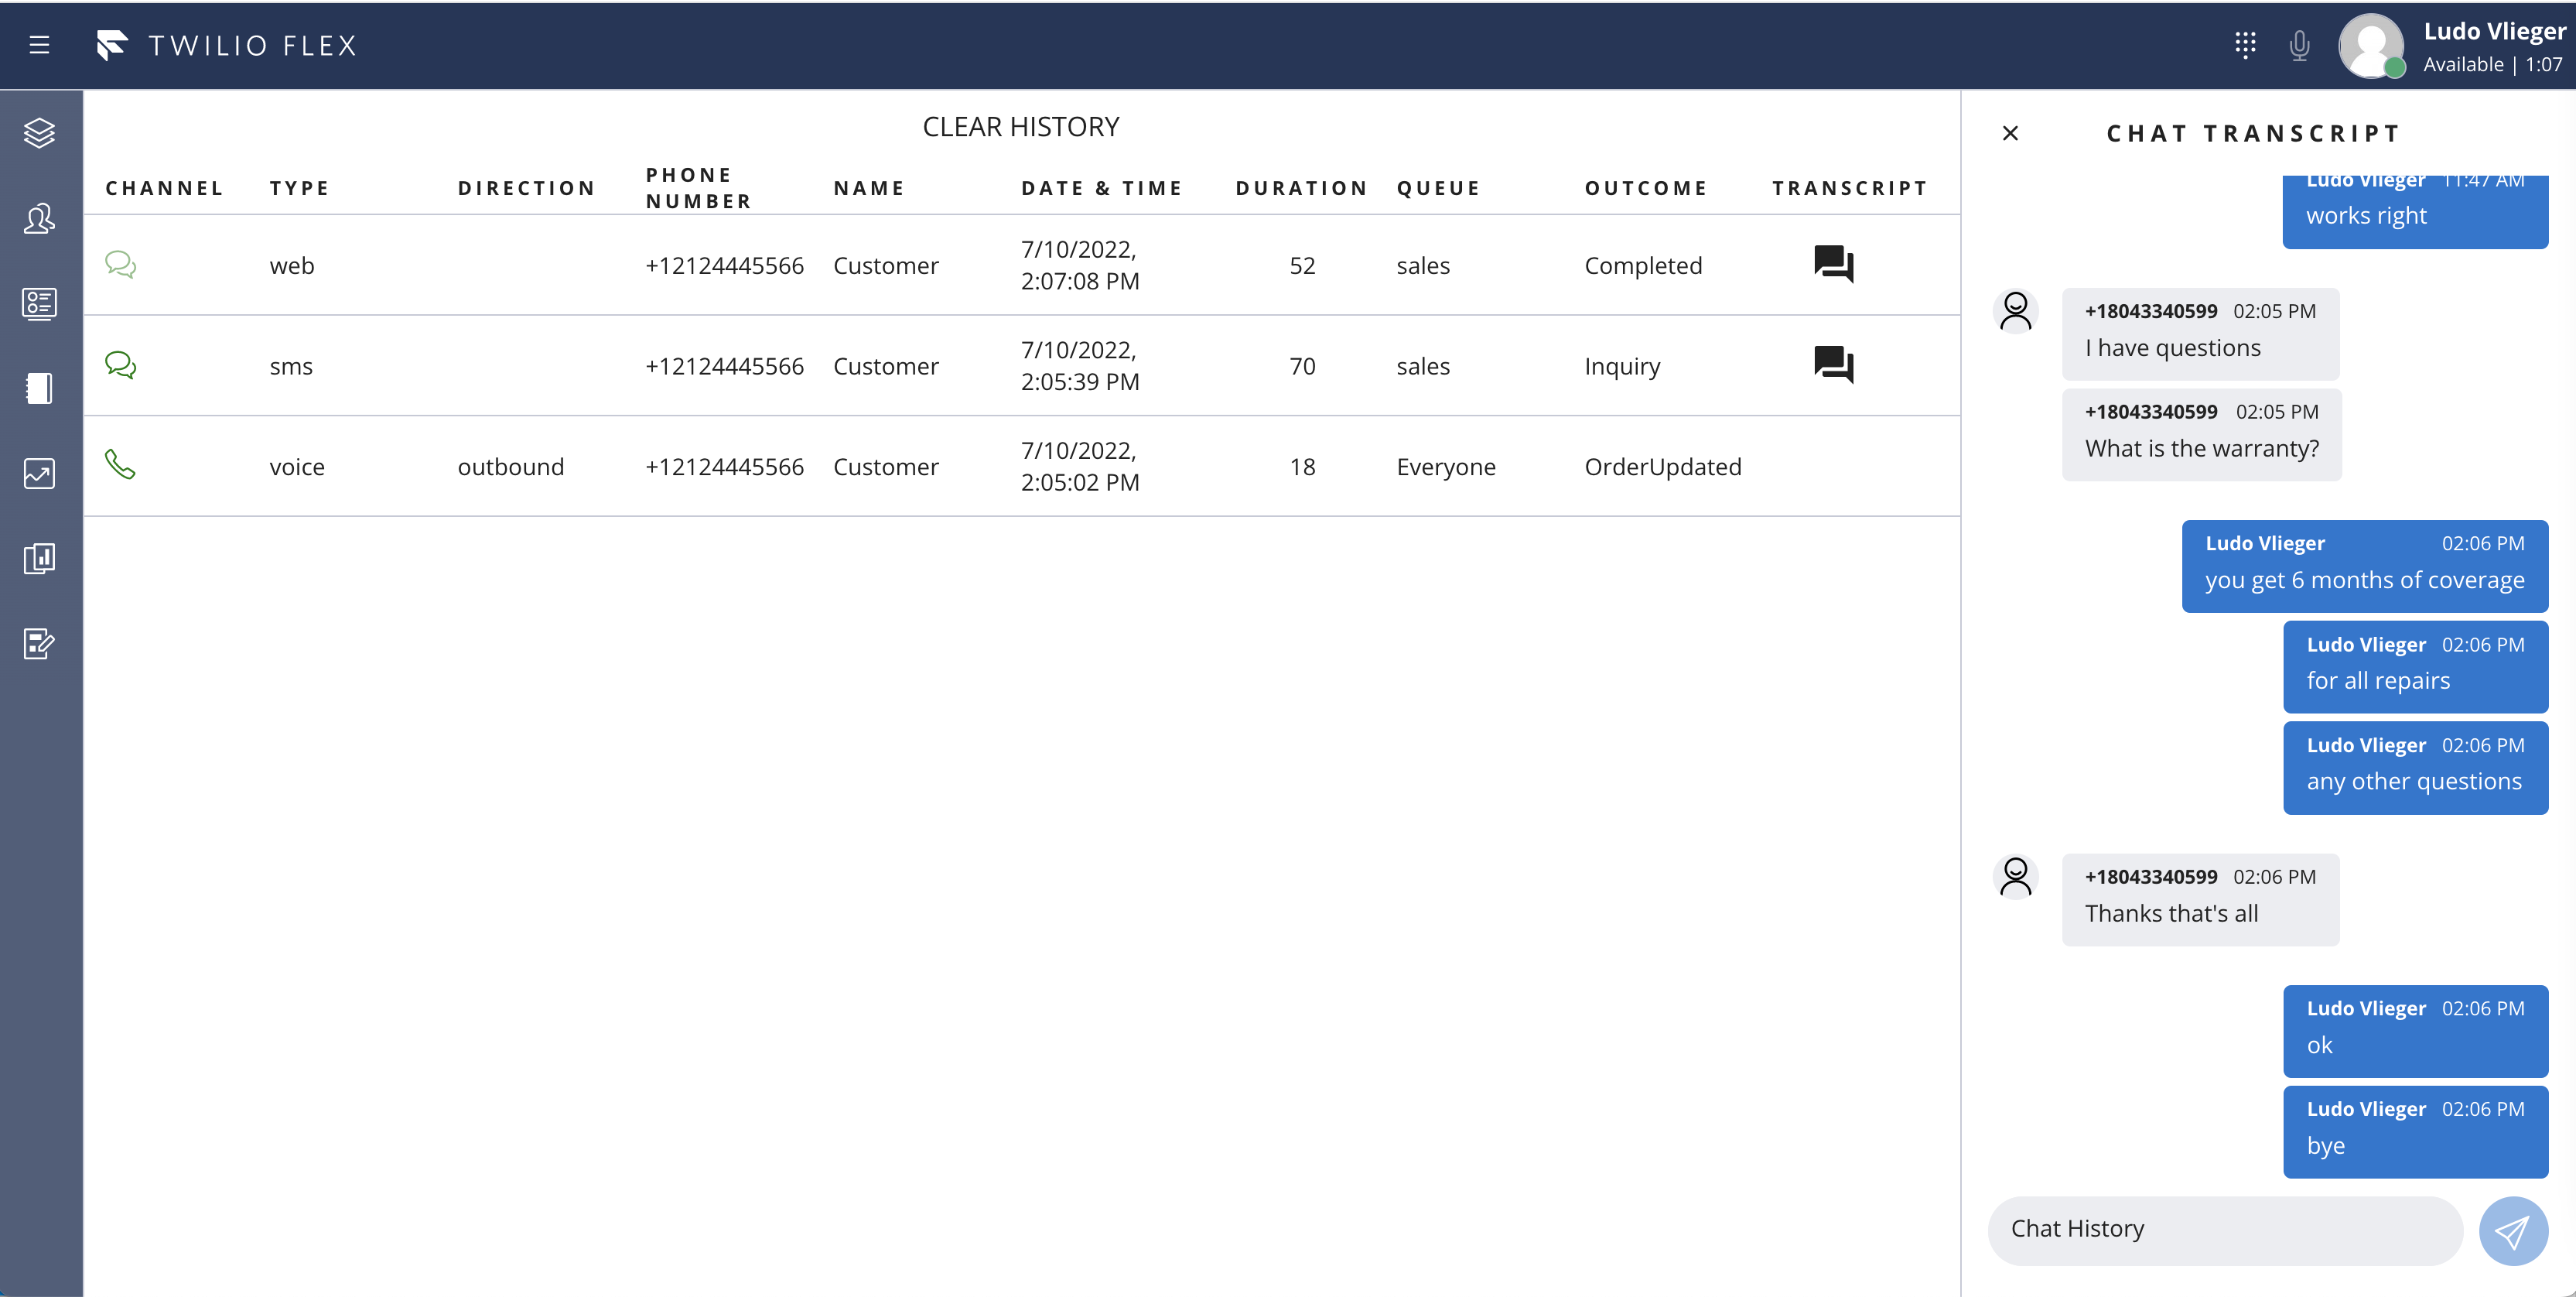 TWILIO FLEX
Ludo Vlieger
Available | 1:07
CLEAR HISTORY
CHANNEL TYPE DIRECTION PHONE NUMBER NAME DATE & TIME DURATION QUEUE OUTCOME TRANSCRIPT
web +12124445566 Customer 7/10/2022, 2:07:08 PM 52 sales Completed
sms +12124445566 Customer 7/10/2022, 2:05:39 PM 70 sales Inquiry
voice outbound +12124445566 Customer 7/10/2022, 2:05:02 PM 18 Everyone OrderUpdated
CHAT TRANSCRIPT
Ludo Vlieger 11:47 AM
works right
+18043340599 02:05 PM
I have questions
+18043340599 02:05 PM
What is the warranty?
Ludo Vlieger 02:06 PM
you get 6 months of coverage
Ludo Vlieger 02:06 PM
for all repairs
Ludo Vlieger 02:06 PM
any other questions
+18043340599 02:06 PM
Thanks that's all
Ludo Vlieger 02:06 PM
ok
Ludo Vlieger 02:06 PM
bye
Chat History